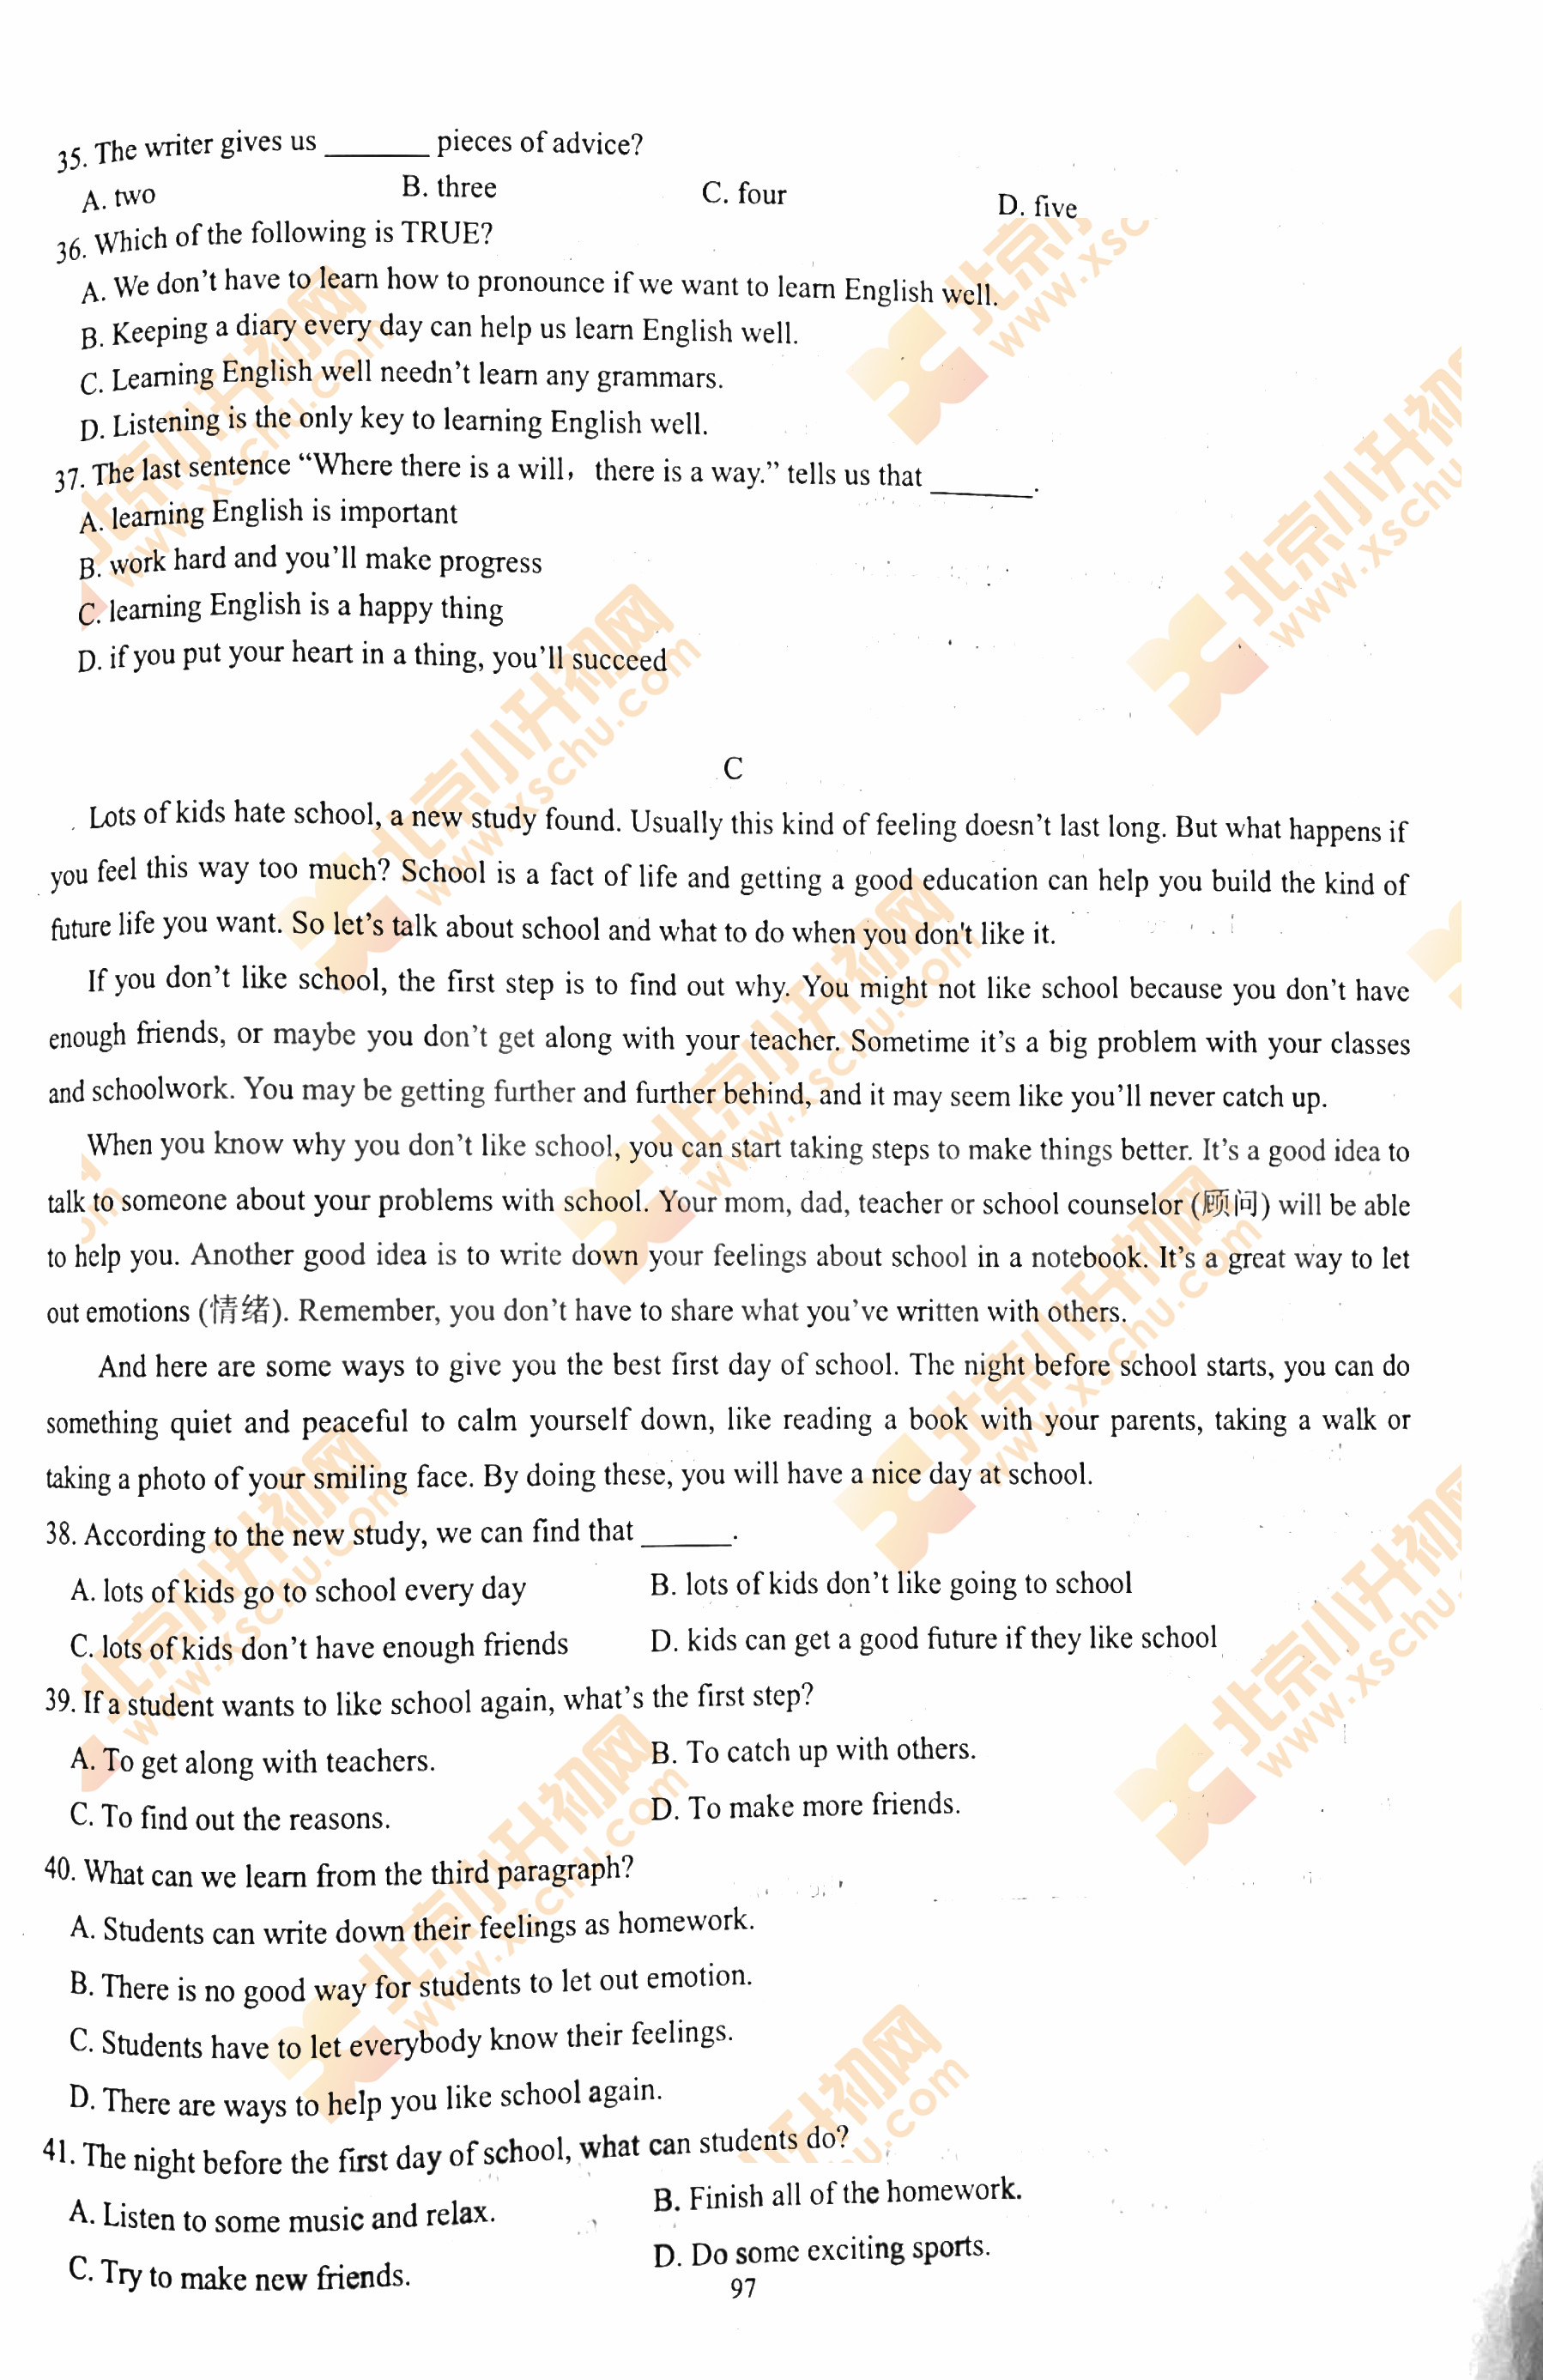 35. The writer gives us _______ pieces of advice?
A. two B. three C. four D. five
36. Which of the following is TRUE?
A. We don't have to learn how to pronounce if we want to learn English well.
B. Keeping a diary every day can help us learn English well.
C. Learning English well needn't learn any grammars.
D. Listening is the only key to learning English well.
37. The last sentence “Where there is a will, there is a way.” tells us that _______.
A. learning English is important
B. work hard and you'll make progress
C. learning English is a happy thing
D. if you put your heart in a thing, you'll succeed
C
Lots of kids hate school, a new study found. Usually this kind of feeling doesn't last long. But what happens if
you feel this way too much? School is a fact of life and getting a good education can help you build the kind of
future life you want. So let's talk about school and what to do when you don't like it.
If you don't like school, the first step is to find out why. You might not like school because you don't have
enough friends, or maybe you don't get along with your teacher. Sometime it's a big problem with your classes
and schoolwork. You may be getting further and further behind, and it may seem like you'll never catch up.
When you know why you don't like school, you can start taking steps to make things better. It's a good idea to
talk to someone about your problems with school. Your mom, dad, teacher or school counselor (顾问) will be able
to help you. Another good idea is to write down your feelings about school in a notebook. It's a great way to let
out emotions (情绪). Remember, you don't have to share what you've written with others.
And here are some ways to give you the best first day of school. The night before school starts, you can do
something quiet and peaceful to calm yourself down, like reading a book with your parents, taking a walk or
taking a photo of your smiling face. By doing these, you will have a nice day at school.
38. According to the new study, we can find that ______.
A. lots of kids go to school every day B. lots of kids don't like going to school
C. lots of kids don't have enough friends D. kids can get a good future if they like school
39. If a student wants to like school again, what's the first step?
A. To get along with teachers. B. To catch up with others.
C. To find out the reasons. D. To make more friends.
40. What can we learn from the third paragraph?
A. Students can write down their feelings as homework.
B. There is no good way for students to let out emotion.
C. Students have to let everybody know their feelings.
D. There are ways to help you like school again.
41. The night before the first day of school, what can students do?
A. Listen to some music and relax. B. Finish all of the homework.
C. Try to make new friends. D. Do some exciting sports.
97
北京小升初网
www.xschu.com